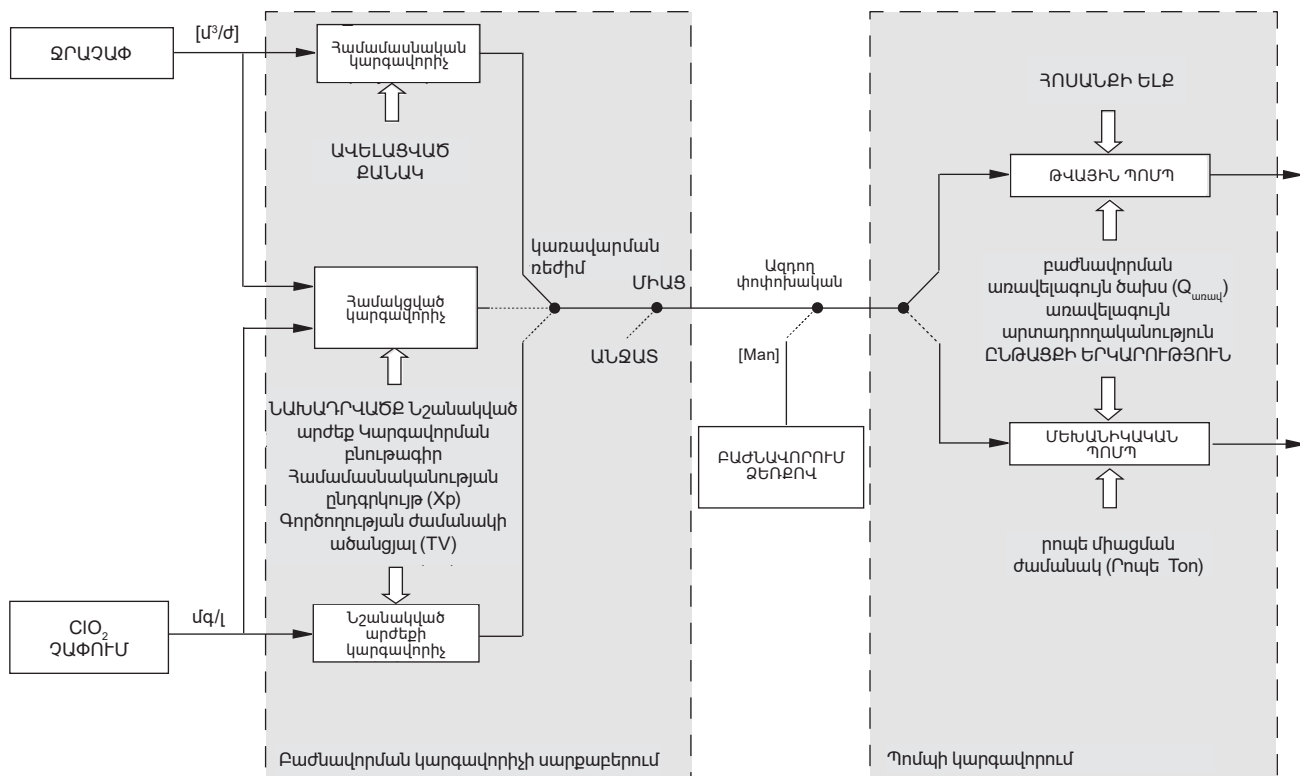 ՋՐԱՉԱՓ
[մ³/ժ]
Համամասնական
կարգավորիչ
ԱՎԵԼԱՑՎԱԾ
ՔԱՆԱԿ
Համակցված
կարգավորիչ
ՆԱԽԱԴՐՎԱԾՔ Նշանակված
արժեք Կարգավորման
բնութագիր
Համամասնականության
ընդգրկույթ (Xp)
Գործողության ժամանակի
ածանցյալ (TV)
ClO₂
ՉԱՓՈՒՄ
մգ/լ
Նշանակված
արժեքի
կարգավորիչ
Բաժնավորման կարգավորիչի սարքաբերում
կառավարման
ռեժիմ
ՄԻԱՑ
ԱՆՋԱՏ
Ազդող
փոփոխական
[Man]
ԲԱԺՆԱՎՈՐՈՒՄ
ՁԵՌՔՈՎ
ՀՈՍԱՆՔԻ ԵԼՔ
ԹՎԱՅԻՆ ՊՈՄՊ
բաժնավորման
առավելագույն ծախս (Qառավ)
առավելագույն
արտադրողականություն
ԸՆԹԱՑՔԻ ԵՐԿԱՐՈՒԹՅՈՒՆ
ՄԵԽԱՆԻԿԱԿԱՆ
ՊՈՄՊ
րոպե միացման
ժամանակ (Րոպե Ton)
Պոմպի կարգավորում